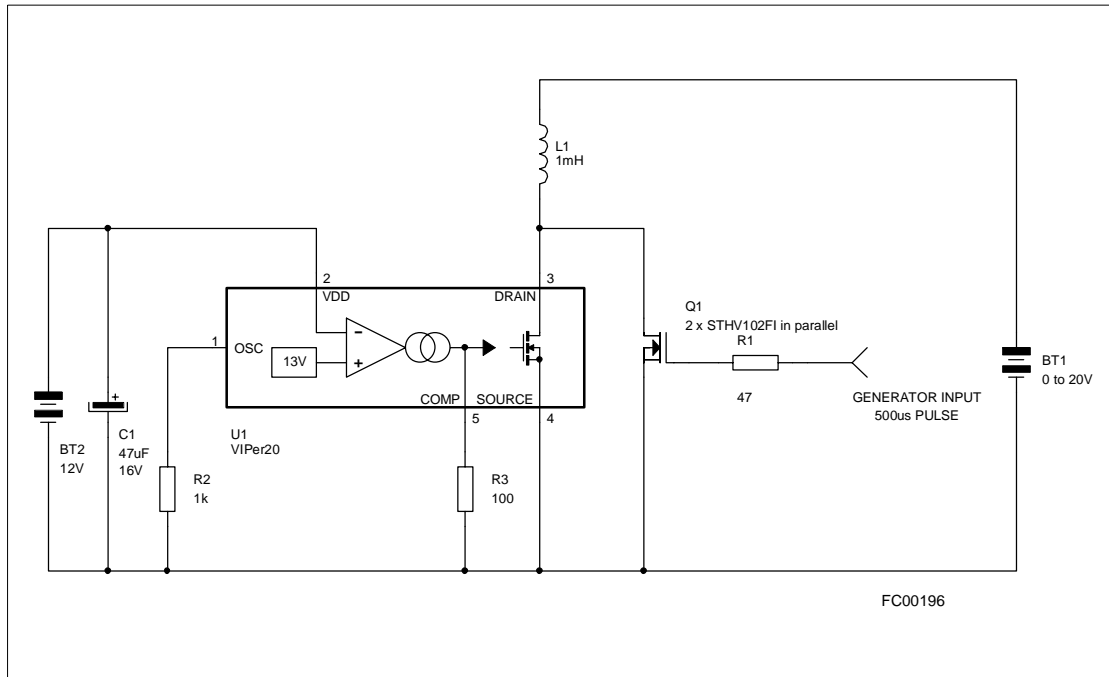 L1
1mH
2
3
VDD
DRAIN
Q1
2 x STHV102FI in parallel
R1
1
OSC
-
13V
+
BT1
0 to 20V
47
GENERATOR INPUT
500us PULSE
COMP
SOURCE
5
4
+
BT2
12V
C1
47uF
16V
U1
VIPer20
R2
1k
R3
100
FC00196